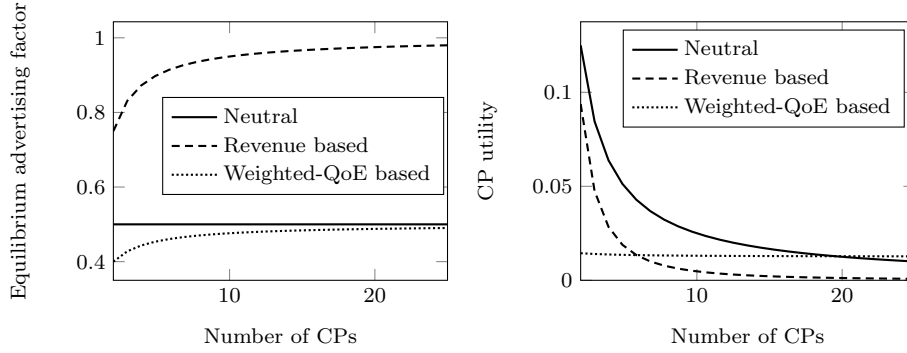 Equilibrium advertising factor
1
0.8
0.6
0.4
10
20
Number of CPs
Neutral
Revenue based
Weighted-QoE based
CP utility
0.1
0.05
0
10
20
Number of CPs
Neutral
Revenue based
Weighted-QoE based